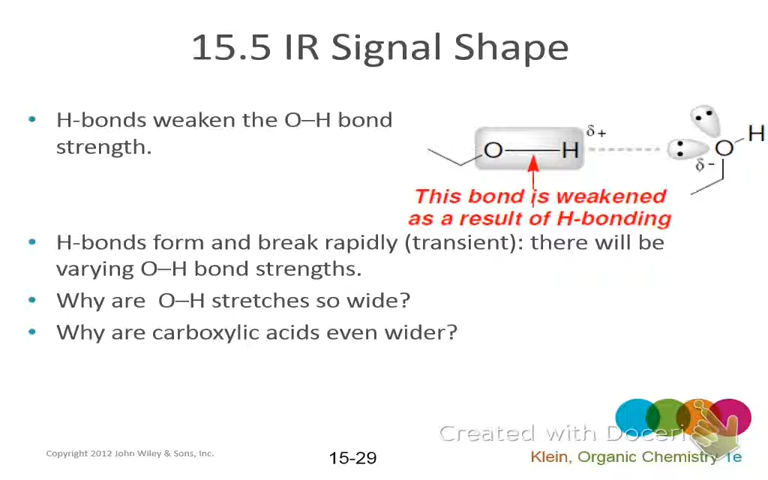 15.5 IR Signal Shape
• H-bonds weaken the O–H bond
strength.
O H δ+ O H
δ-
This bond is weakened
as a result of H-bonding
• H-bonds form and break rapidly (transient): there will be
varying O–H bond strengths.
• Why are O–H stretches so wide?
• Why are carboxylic acids even wider?
Created with Doceri
Copyright 2012 John Wiley & Sons, Inc.
15-29
Klein, Organic Chemistry 1e